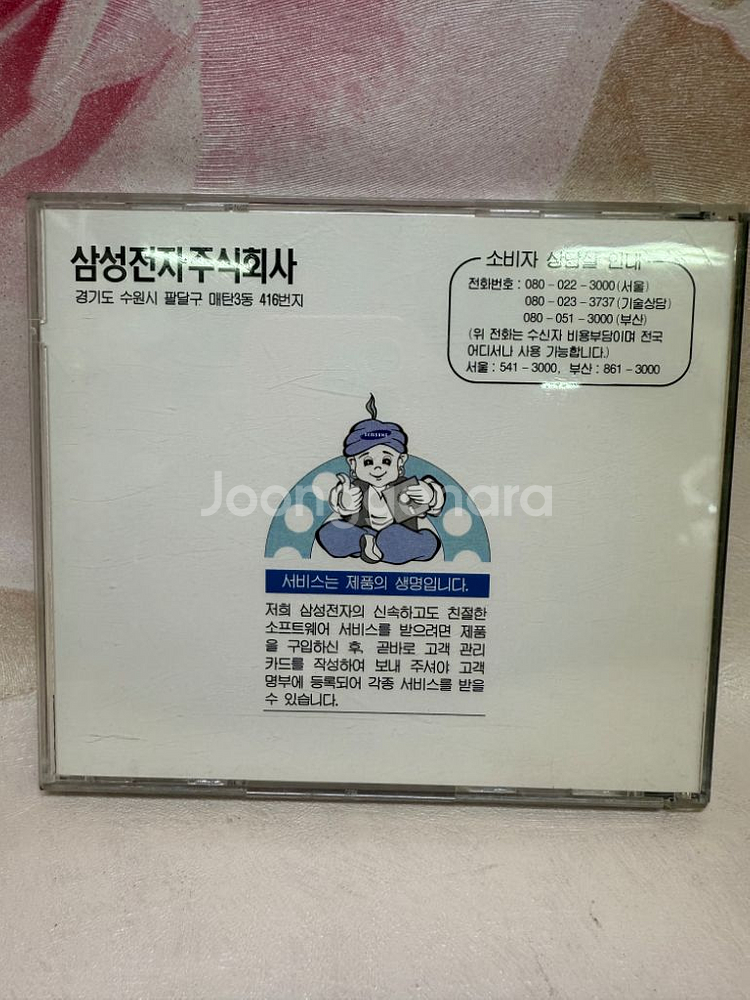 삼성전자주식회사
경기도 수원시 팔달구 매탄3동 416번지
소비자 상담실 안내
전화번호 : 080 - 022 - 3000 (서울)
080 - 023 - 3737 (기술상담)
080 - 051 - 3000 (부산)
(위 전화는 수신자 비용부담이며 전국
어디서나 사용 가능합니다.)
서울 : 541 - 3000, 부산 : 861 - 3000
SAMSUNG
Joonggonara
서비스는 제품의 생명입니다.
저희 삼성전자의 신속하고도 친절한
소프트웨어 서비스를 받으려면 제품
을 구입하신 후, 곧바로 고객 관리
카드를 작성하여 보내 주셔야 고객
명부에 등록되어 각종 서비스를 받을
수 있습니다.